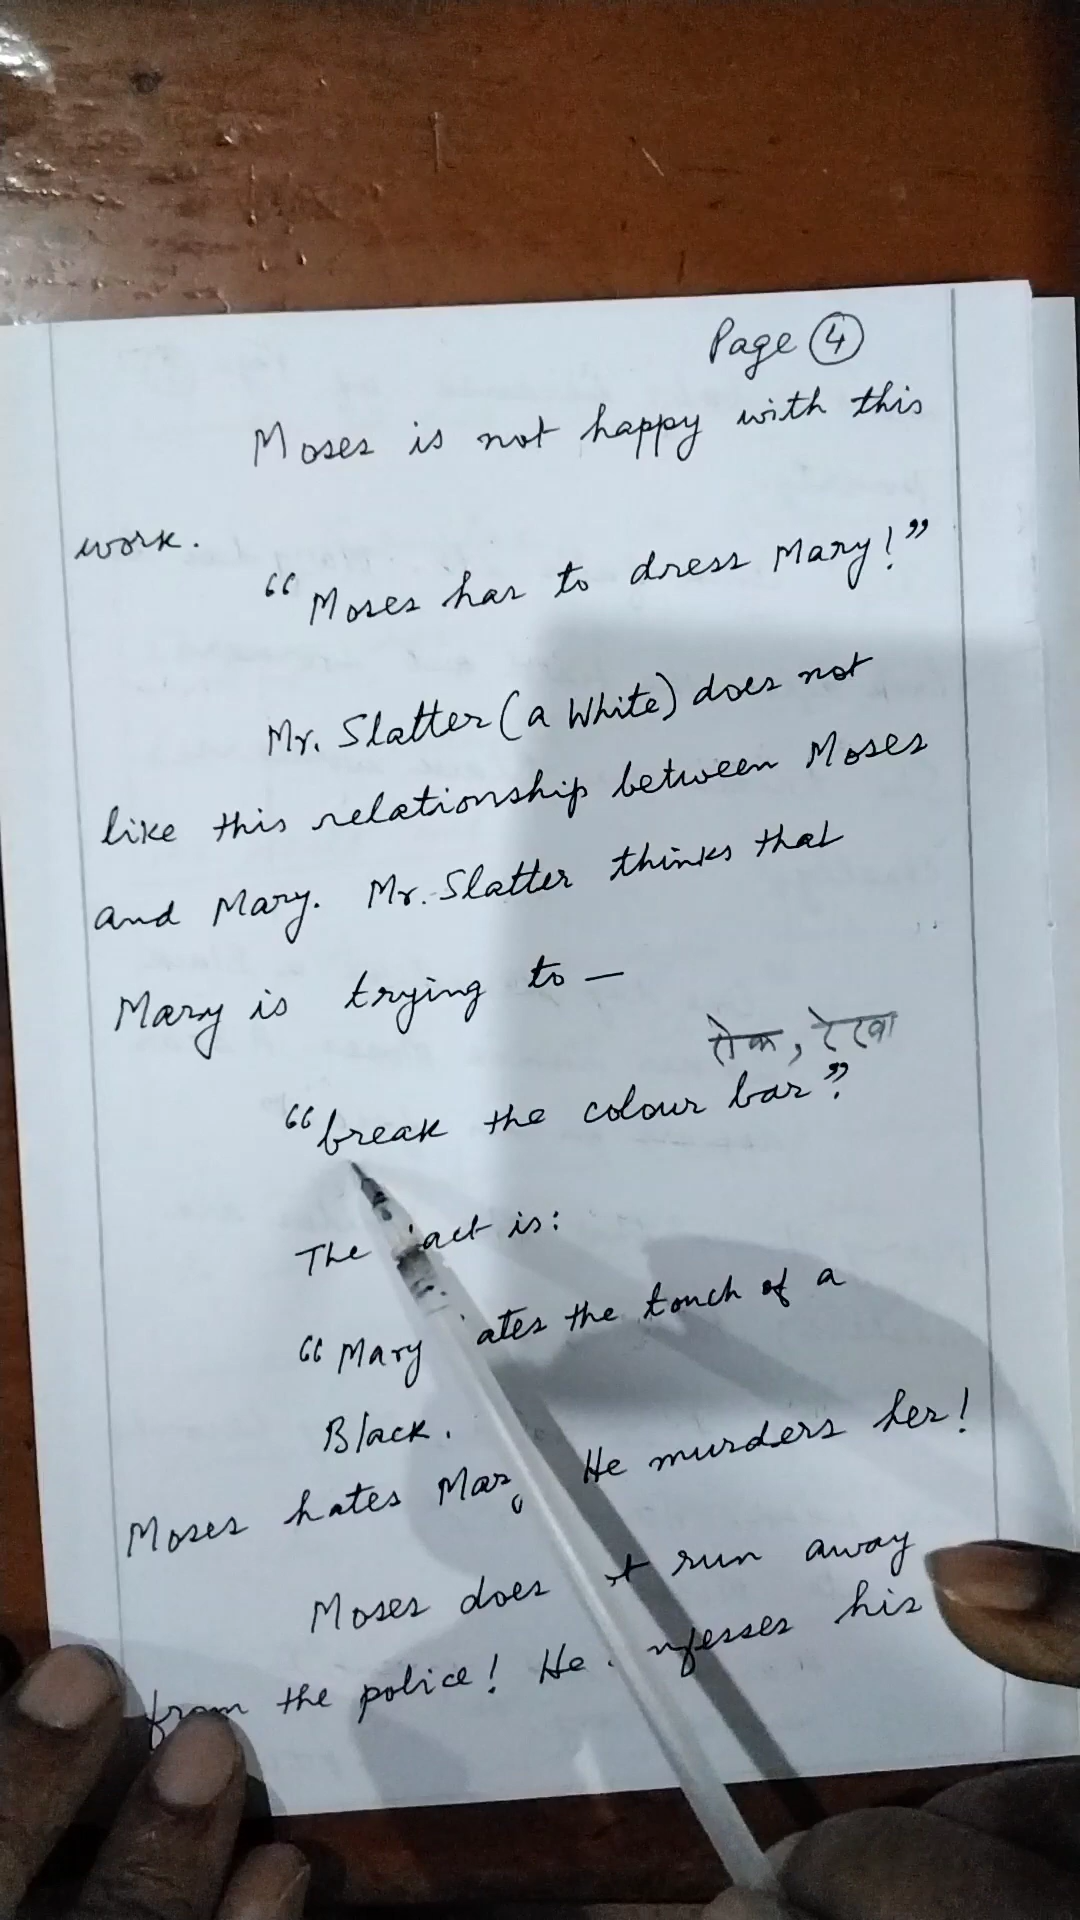 Page 4
Moses is not happy with this
work.
"Moses has to dress Mary!"
Mr. Slatter (a White) does not
like this relationship between Moses
and Mary. Mr. Slatter thinks that
Mary is trying to —
रोक, रेखा
"break the colour bar"?
The act is:
"Mary ates the touch of a
Black.
Moses hates Mary He murders her!
Moses does run away
from the police! He his